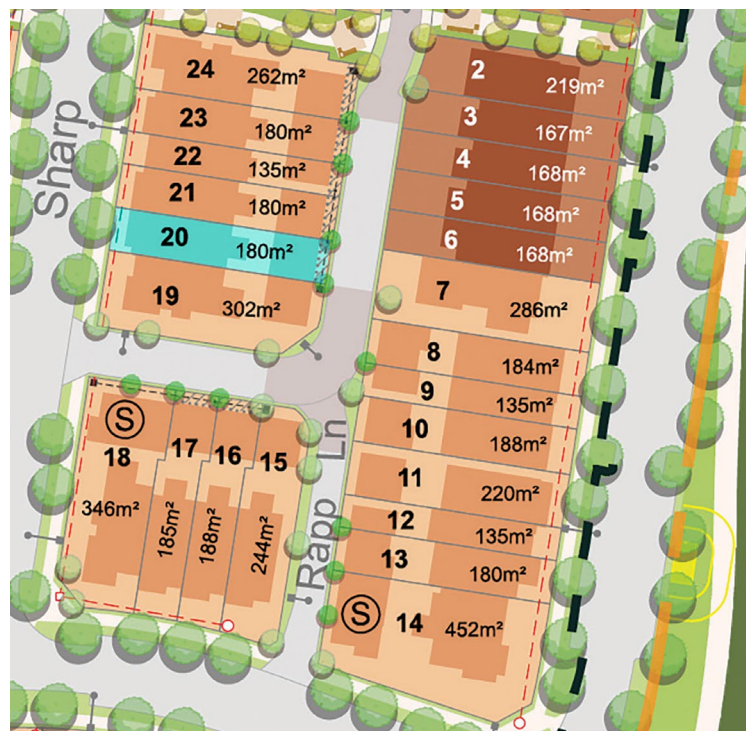 24 262m²
23 180m²
22 135m²
21 180m²
20 180m²
19 302m²
Sharp
2 219m²
3 167m²
4 168m²
5 168m²
6 168m²
7 286m²
8 184m²
9 135m²
10 188m²
11 220m²
12 135m²
13 180m²
S
14 452m²
Rapp Ln
S
18 346m²
17 185m²
16 188m²
15 244m²